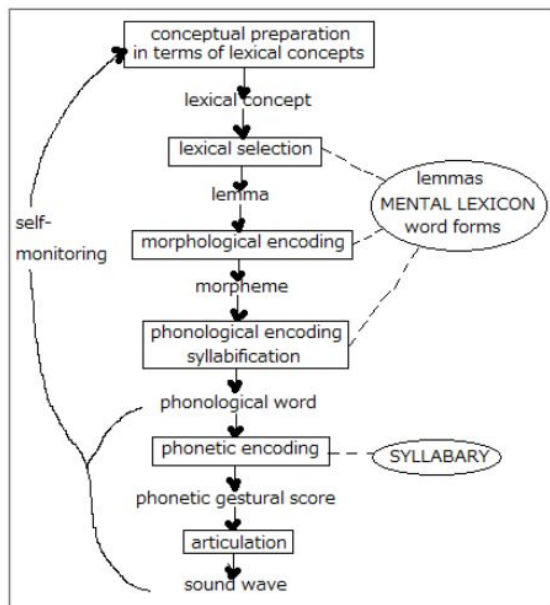 conceptual preparation
in terms of lexical concepts
lexical concept
lexical selection
lemma
lemmas
MENTAL LEXICON
word forms
self-
monitoring
morphological encoding
morpheme
phonological encoding
syllabification
phonological word
phonetic encoding
SYLLABARY
phonetic gestural score
articulation
sound wave